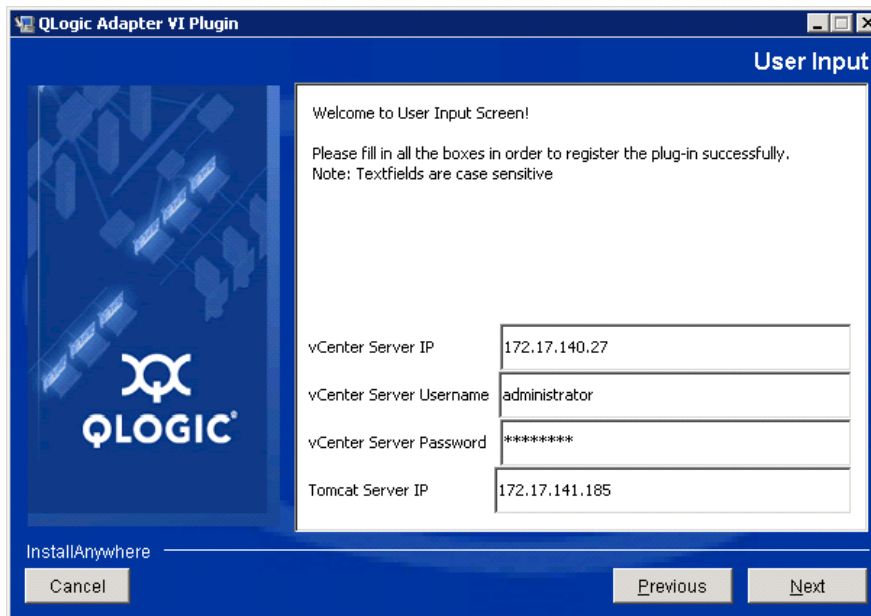 QLogic Adapter VI Plugin
User Input
Welcome to User Input Screen!
Please fill in all the boxes in order to register the plug-in successfully.
Note: Textfields are case sensitive
vCenter Server IP 172.17.140.27
vCenter Server Username administrator
vCenter Server Password ********
Tomcat Server IP 172.17.141.185
QLOGIC®
InstallAnywhere
Cancel Previous Next